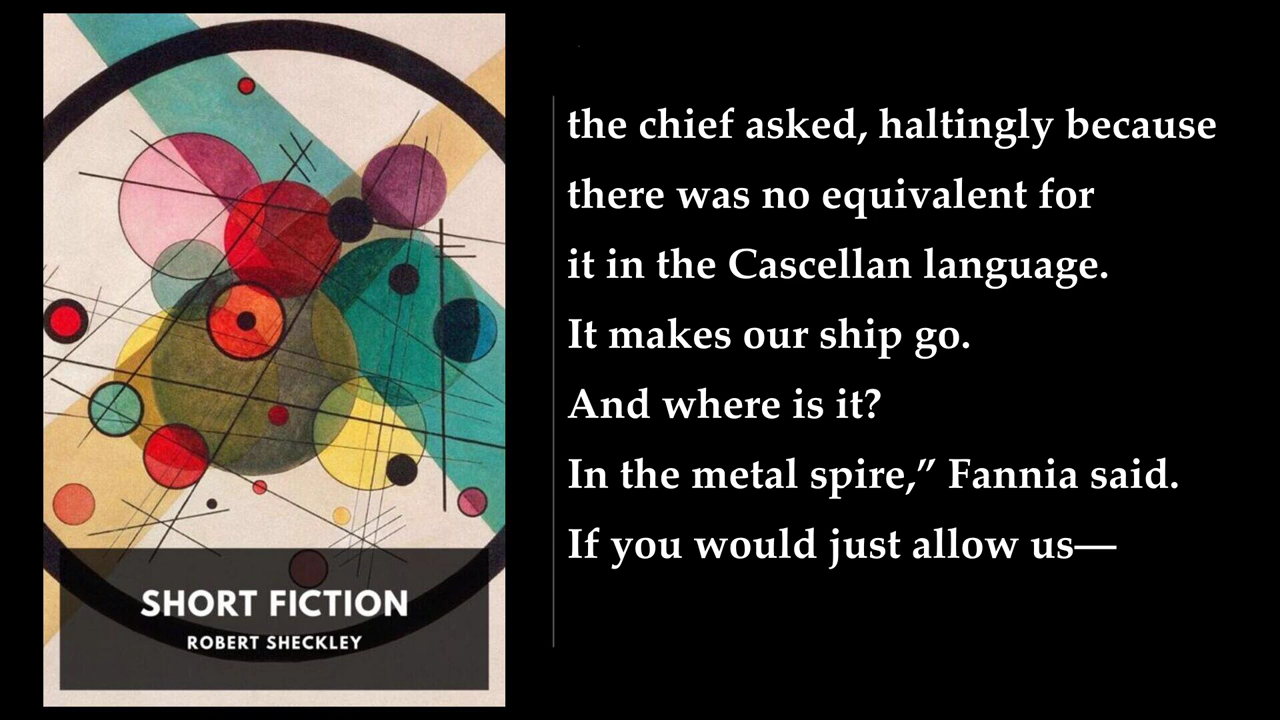 the chief asked, haltingly because
there was no equivalent for
it in the Cascellan language.
It makes our ship go.
And where is it?
In the metal spire,” Fannia said.
If you would just allow us—
SHORT FICTION
ROBERT SHECKLEY